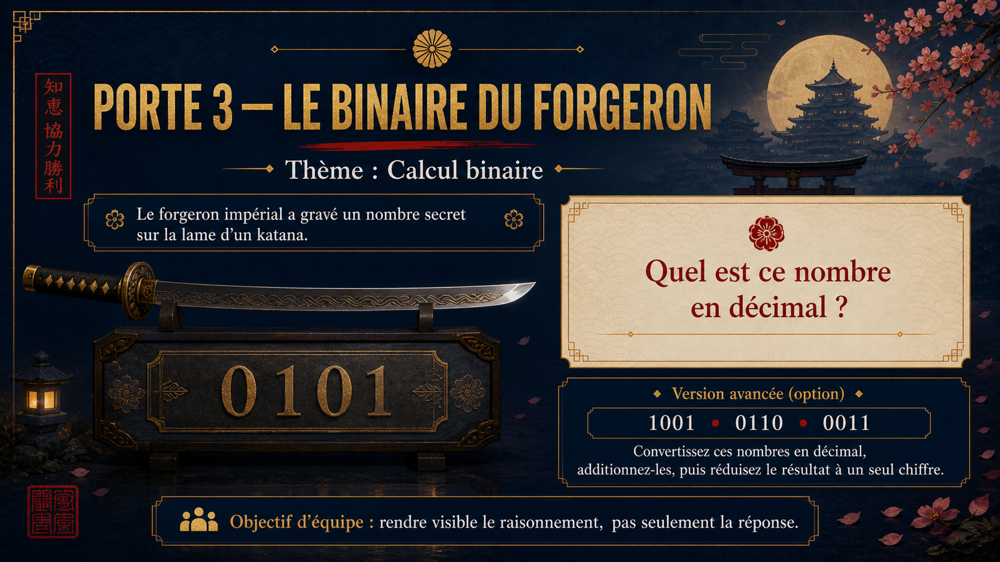 知恵協力勝利
PORTE 3 — LE BINAIRE DU FORGERON
Thème : Calcul binaire
Le forgeron impérial a gravé un nombre secret
sur la lame d’un katana.
0101
Quel est ce nombre
en décimal ?
Version avancée (option)
1001 • 0110 • 0011
Convertissez ces nombres en décimal,
additionnez-les, puis réduisez le résultat à un seul chiffre.
Objectif d’équipe : rendre visible le raisonnement, pas seulement la réponse.